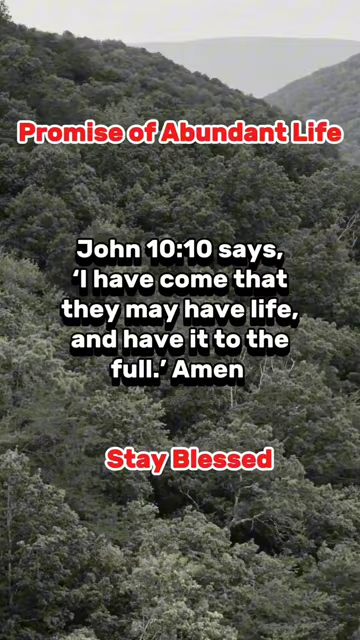 Promise of Abundant Life
John 10:10 says,
‘I have come that
they may have life,
and have it to the
full.’ Amen
Stay Blessed